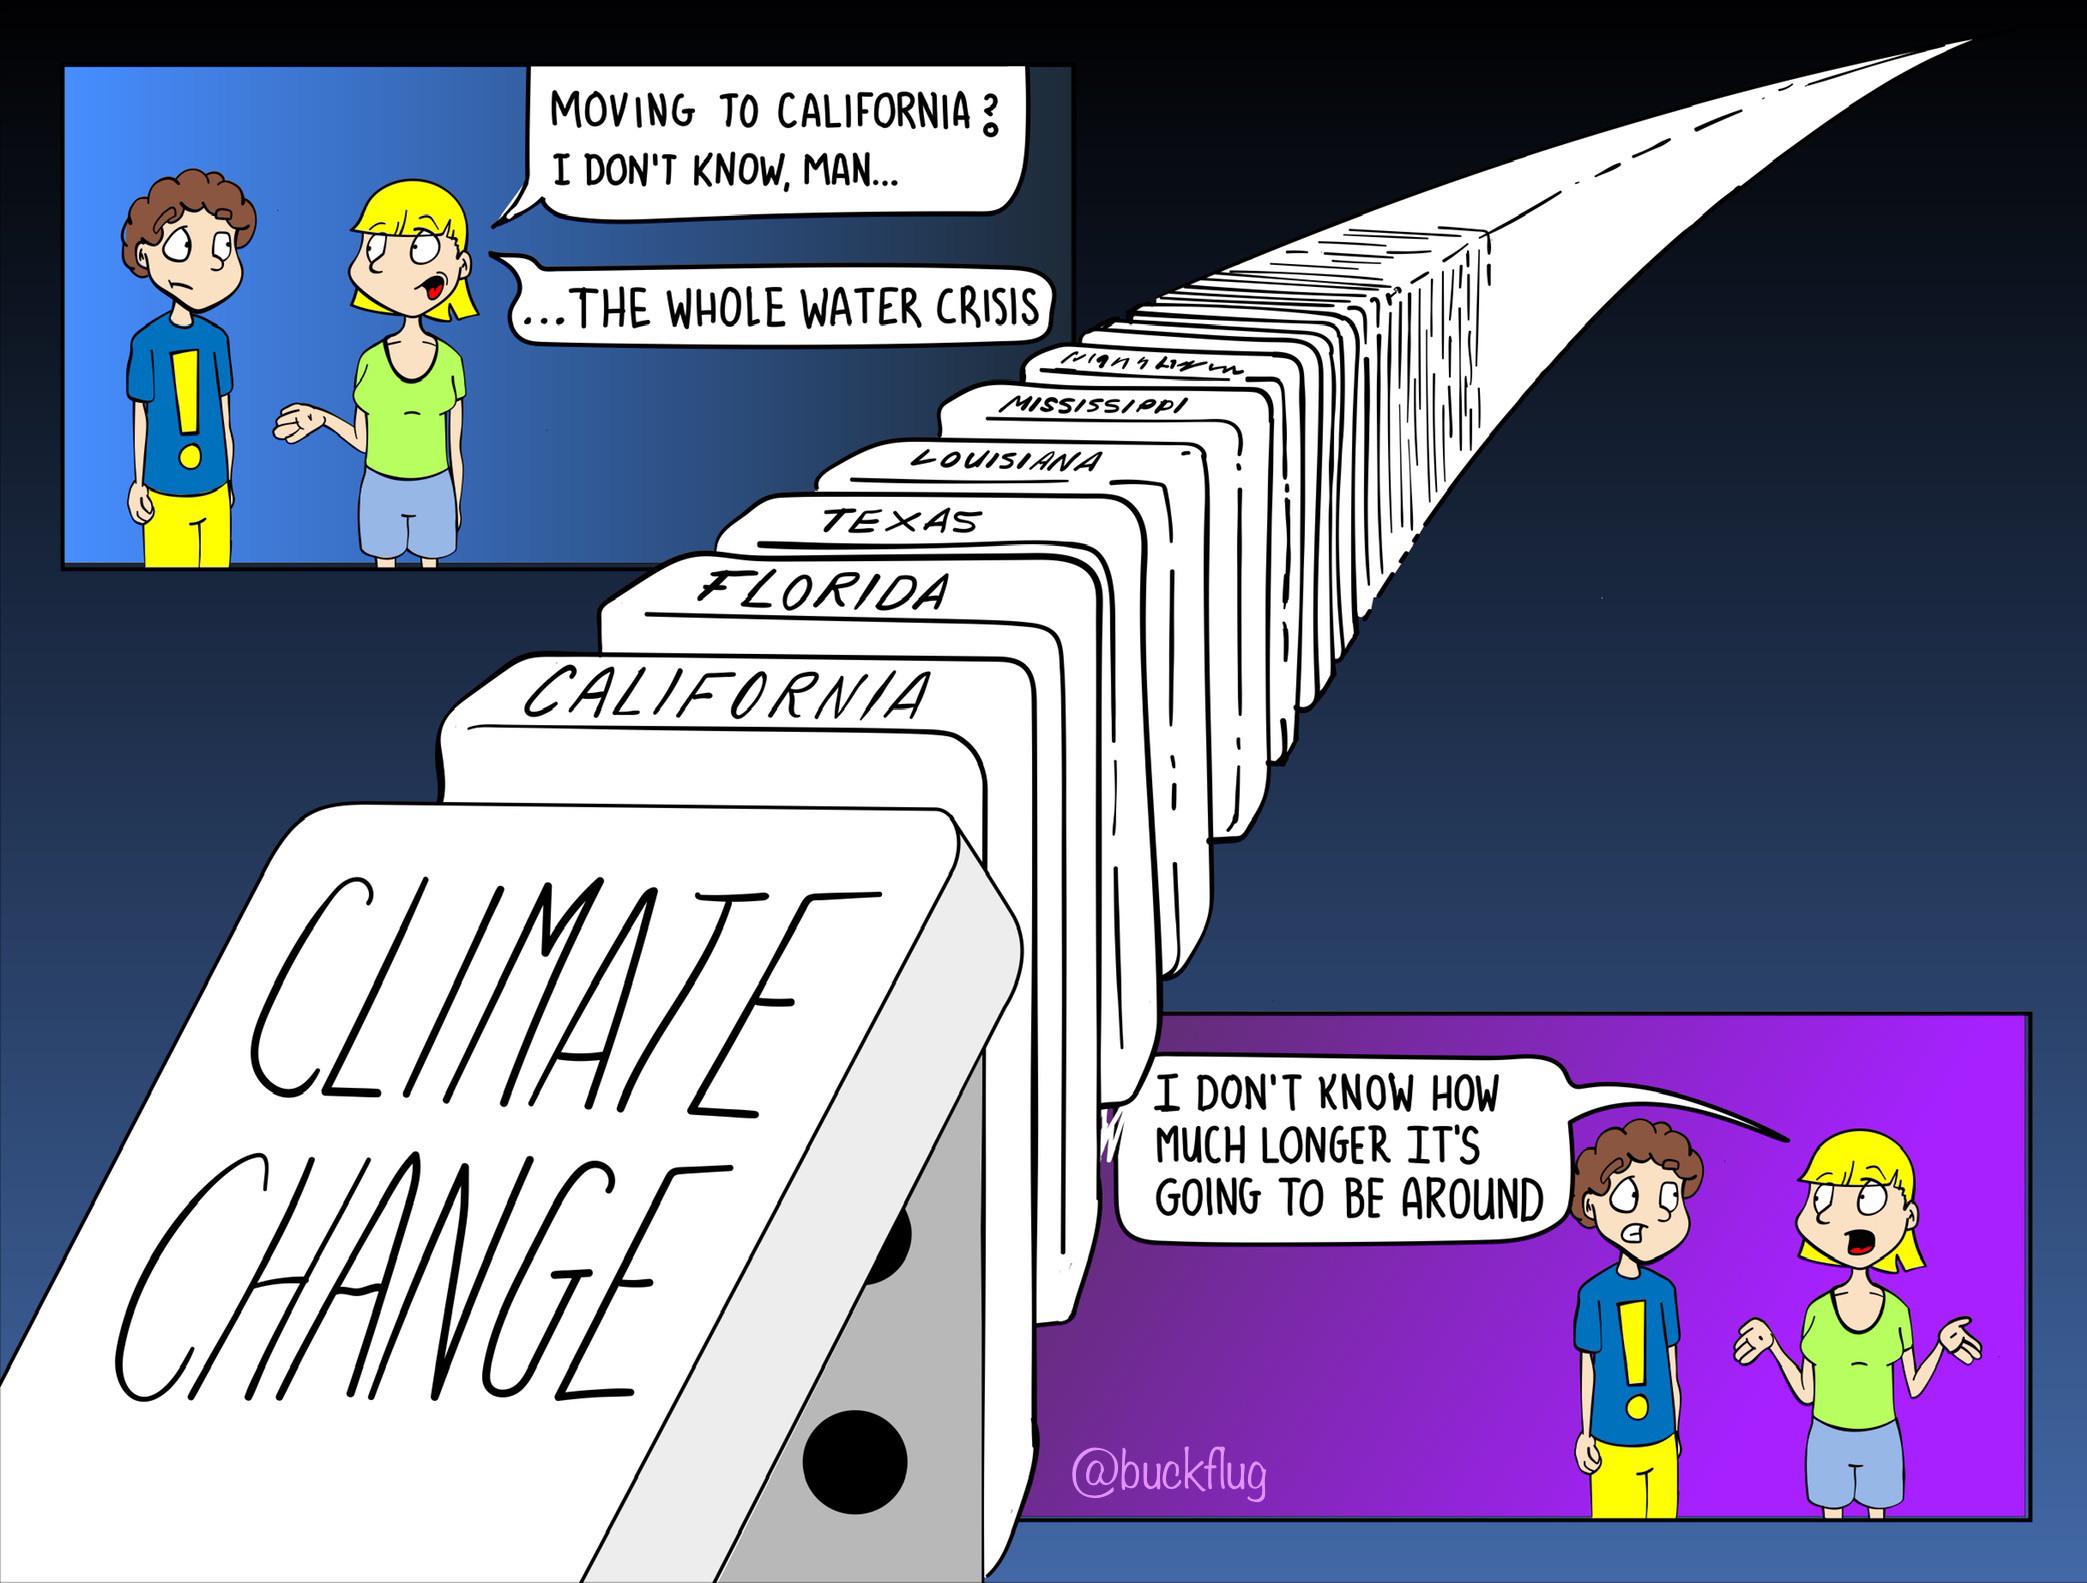 MOVING TO CALIFORNIA?
I DON'T KNOW, MAN...
...THE WHOLE WATER CRISIS
MISSISSIPPI
LOUISIANA
TEXAS
FLORIDA
CALIFORNIA
CLIMATE
CHANGE
I DON'T KNOW HOW
MUCH LONGER IT'S
GOING TO BE AROUND
@buckflug